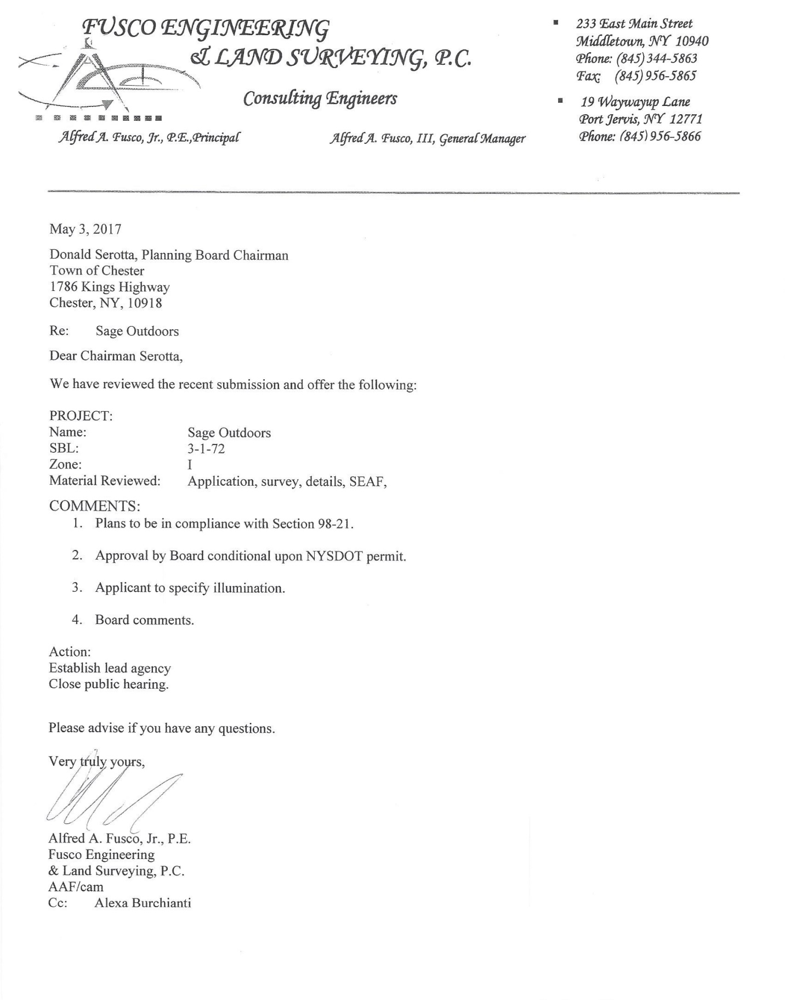 FUSCO ENGINEERING
& LAND SURVEYING, P.C.
Consulting Engineers
Alfred A. Fusco, Jr., P.E., Principal
Alfred A. Fusco, III, General Manager
▪ 233 East Main Street
Middletown, NY 10940
Phone: (845) 344-5863
Fax: (845) 956-5865
▪ 19 Waywayup Lane
Port Jervis, NY 12771
Phone: (845) 956-5866
May 3, 2017
Donald Serotta, Planning Board Chairman
Town of Chester
1786 Kings Highway
Chester, NY, 10918
Re: Sage Outdoors
Dear Chairman Serotta,
We have reviewed the recent submission and offer the following:
PROJECT:
Name: Sage Outdoors
SBL: 3-1-72
Zone: I
Material Reviewed: Application, survey, details, SEAF,
COMMENTS:
1. Plans to be in compliance with Section 98-21.
2. Approval by Board conditional upon NYSDOT permit.
3. Applicant to specify illumination.
4. Board comments.
Action:
Establish lead agency
Close public hearing.
Please advise if you have any questions.
Very truly yours,
Alfred A. Fusco, Jr., P.E.
Fusco Engineering
& Land Surveying, P.C.
AAF/cam
Cc: Alexa Burchianti